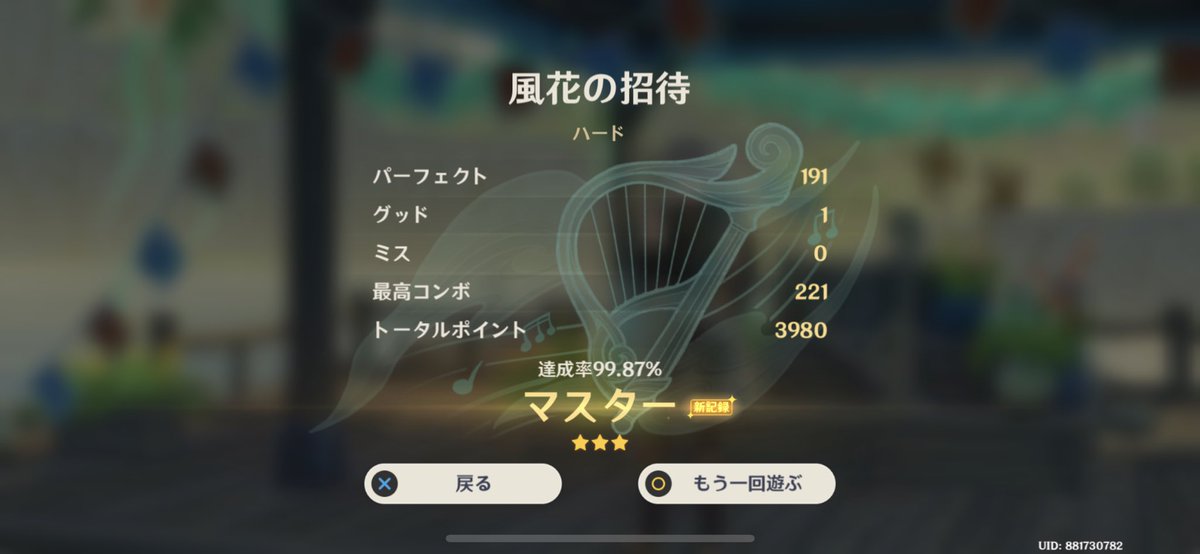 風花の招待
ハード
パーフェクト 191
グッド 1
ミス 0
最高コンボ 221
トータルポイント 3980
達成率99.87%
マスター 新記録
戻る
もう一回遊ぶ
UID: 881730782